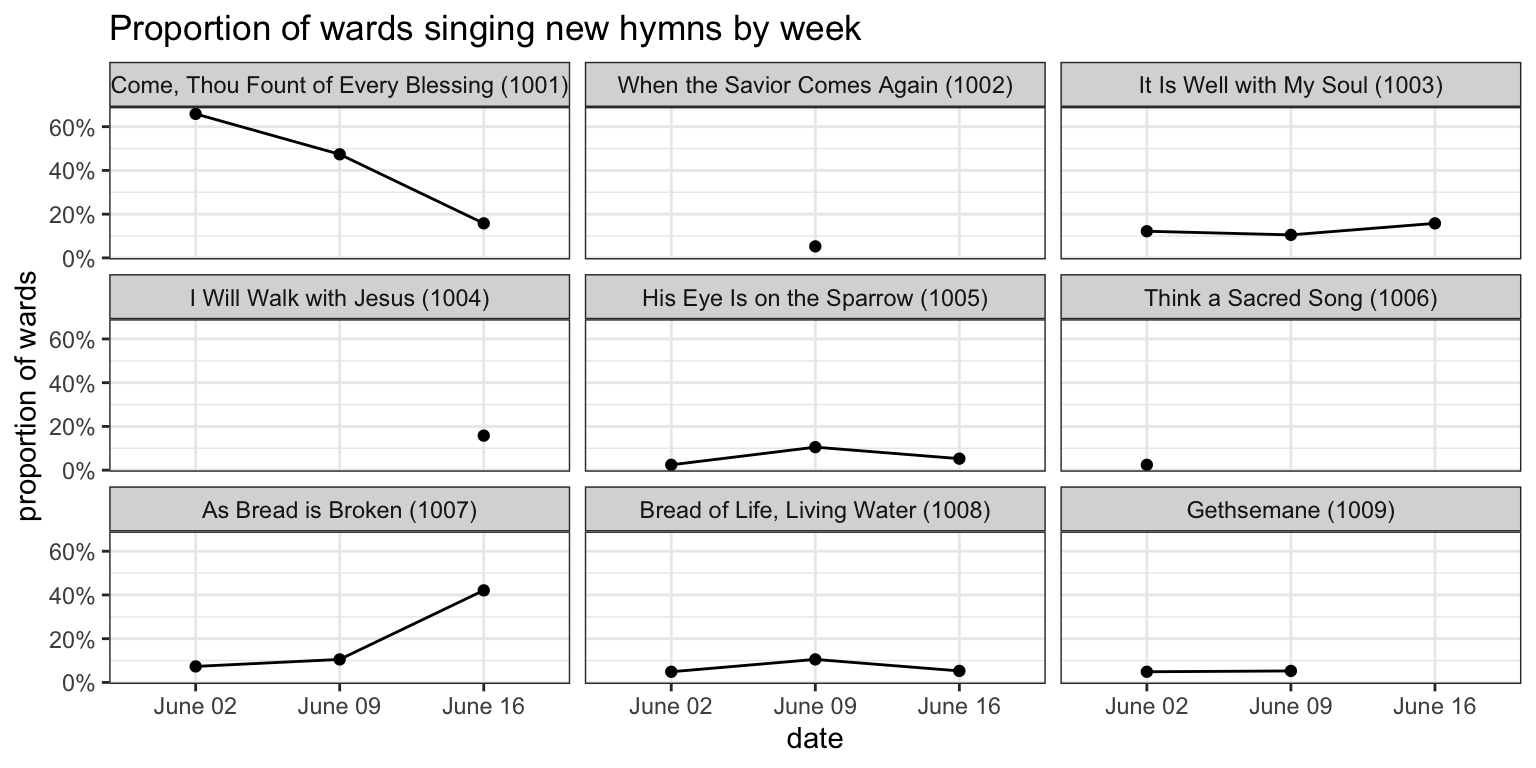 Proportion of wards singing new hymns by week
Come, Thou Fount of Every Blessing (1001)
When the Savior Comes Again (1002)
It Is Well with My Soul (1003)
60%
40%
20%
0%
I Will Walk with Jesus (1004)
His Eye Is on the Sparrow (1005)
Think a Sacred Song (1006)
60%
40%
20%
0%
As Bread is Broken (1007)
Bread of Life, Living Water (1008)
Gethsemane (1009)
60%
40%
20%
0%
proportion of wards
June 02 June 09 June 16
June 02 June 09 June 16
June 02 June 09 June 16
date